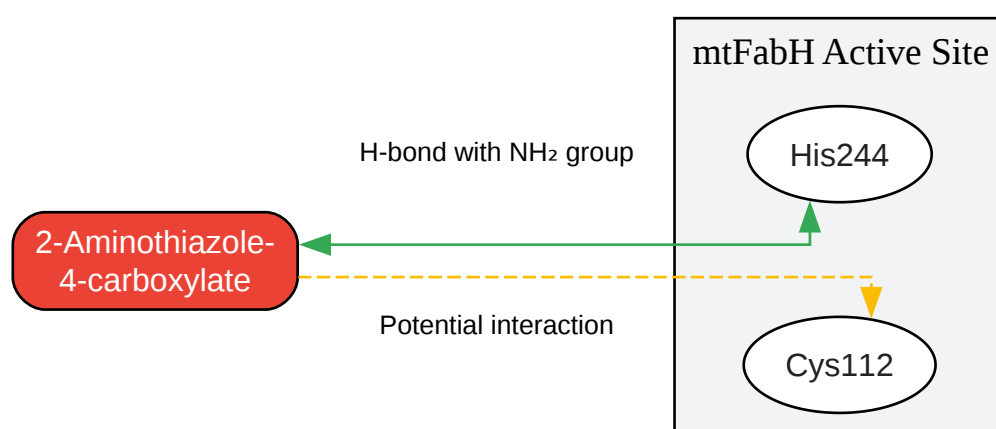 mtFabH Active Site
H-bond with NH₂ group
His244
2-Aminothiazole-
4-carboxylate
Potential interaction
Cys112